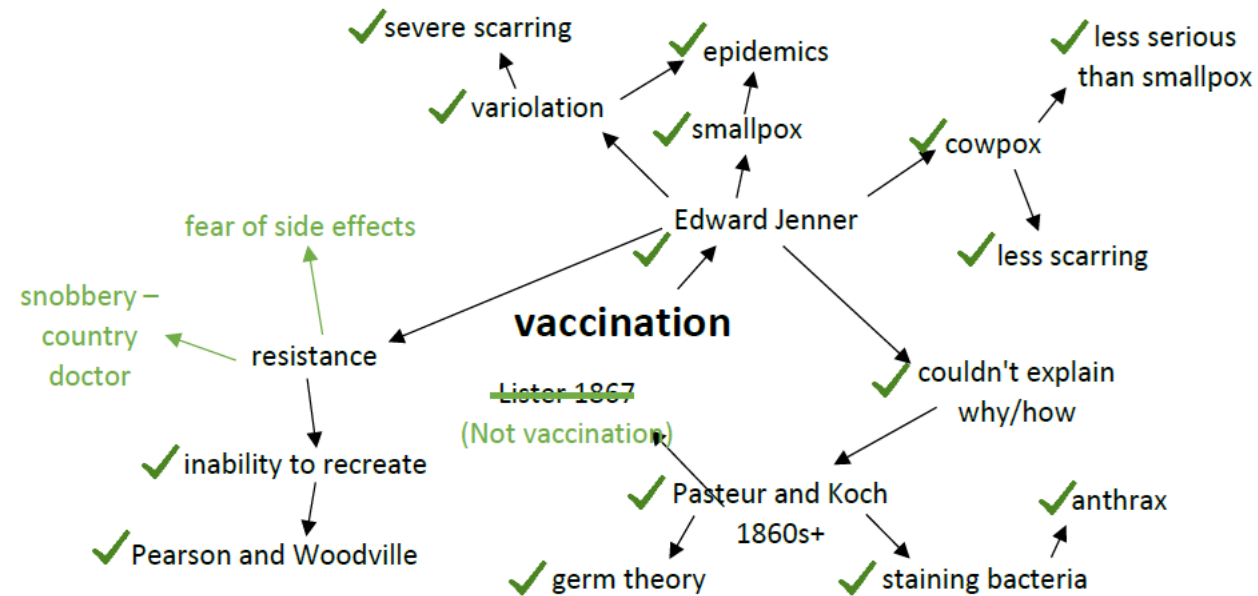 severe scarring
epidemics
less serious
than smallpox
variolation
smallpox
cowpox
Edward Jenner
fear of side effects
less scarring
snobbery –
country
doctor
vaccination
resistance
couldn't explain
why/how
Lister 1867
(Not vaccination)
inability to recreate
Pasteur and Koch
1860s+
anthrax
Pearson and Woodville
germ theory
staining bacteria